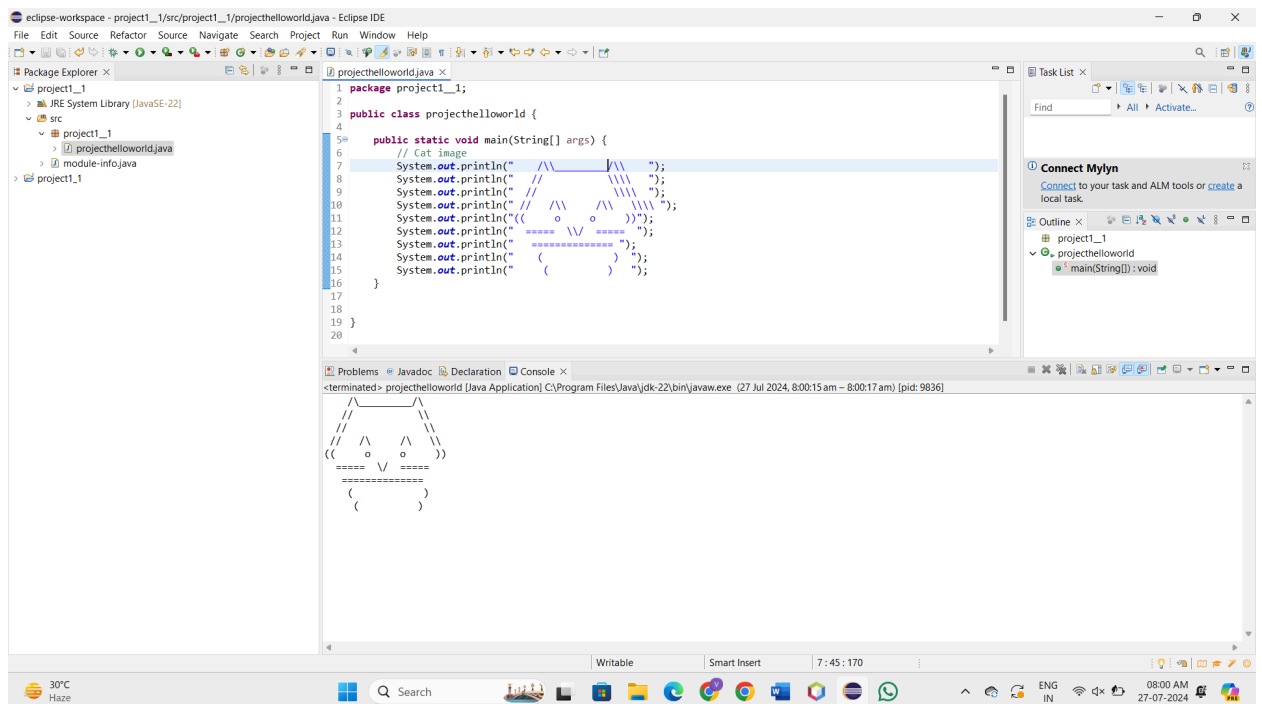 eclipse-workspace - project1__1/src/project1__1/projecthelloworld.java - Eclipse IDE
File Edit Source Refactor Source Navigate Search Project Run Window Help
Package Explorer
project1__1
JRE System Library [JavaSE-22]
src
project1__1
projecthelloworld.java
module-info.java
project1_1
projecthelloworld.java
1 package project1__1;
2
3 public class projecthelloworld {
4
5 public static void main(String[] args) {
6 // Cat image
7 System.out.println("    /\\_________/\\    ");
8 System.out.println("   //           \\\\   ");
9 System.out.println("  //             \\\\  ");
10 System.out.println(" //   /\\     /\\   \\\\ ");
11 System.out.println("((     o     o     ))");
12 System.out.println("  =====  \\/  =====  ");
13 System.out.println("   ============== ");
14 System.out.println("    (            )  ");
15 System.out.println("     (          )   ");
16 }
17
18
19 }
20
Task List
Find All Activate...
Connect Mylyn
Connect to your task and ALM tools or create a
local task.
Outline
project1__1
projecthelloworld
main(String[]) : void
Problems Javadoc Declaration Console
<terminated> projecthelloworld [Java Application] C:\Program Files\Java\jdk-22\bin\javaw.exe (27 Jul 2024, 8:00:15 am – 8:00:17 am) [pid: 9836]
    /\_________/\
   //           \\
  //             \\
 //   /\     /\   \\
((     o     o     ))
  =====  \/  =====
   ==============
    (            )
     (          )
Writable Smart Insert 7 : 45 : 170
30°C
Haze
Search
ENG
IN
08:00 AM
27-07-2024
PRE